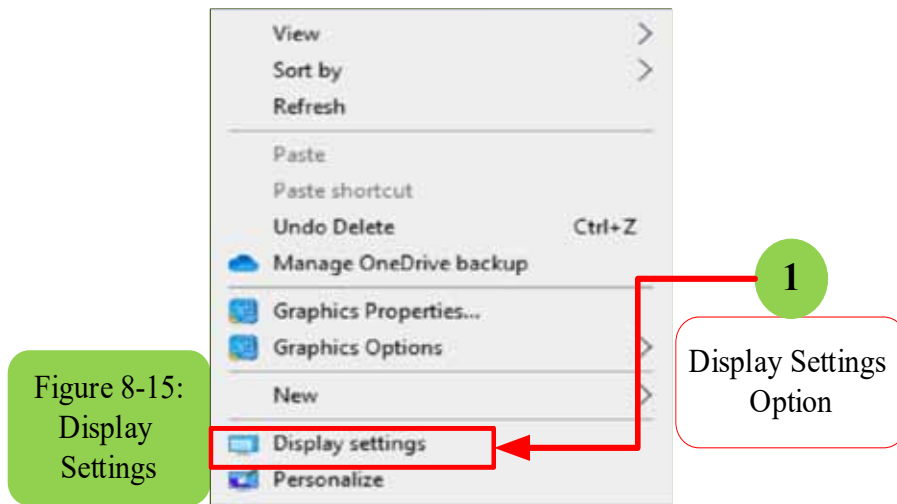 View
Sort by
Refresh
Paste
Paste shortcut
Undo Delete Ctrl+Z
Manage OneDrive backup
Graphics Properties...
Graphics Options
New
Display settings
Personalize
1
Display Settings
Option
Figure 8-15:
Display
Settings